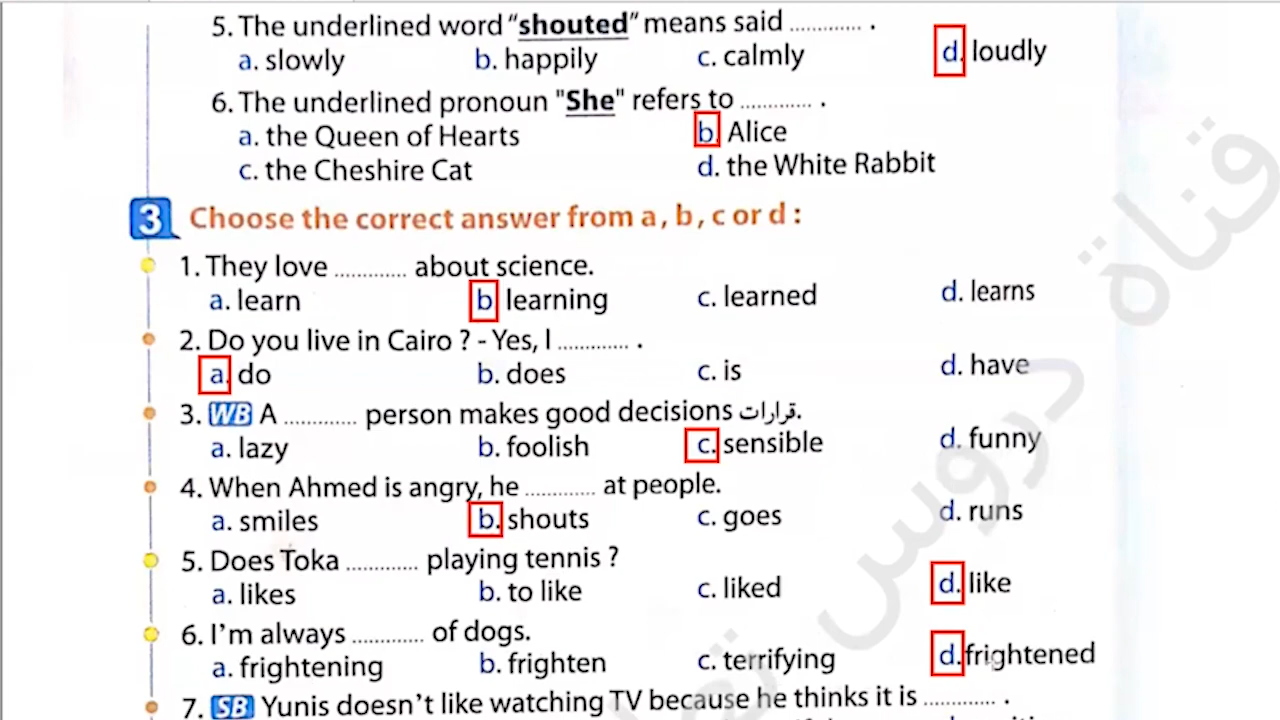 5. The underlined word "shouted" means said ............. .
a. slowly b. happily c. calmly d. loudly
6. The underlined pronoun "She" refers to ............. .
a. the Queen of Hearts b. Alice
c. the Cheshire Cat d. the White Rabbit
3 Choose the correct answer from a, b, c or d :
1. They love ............. about science.
a. learn b learning c. learned d. learns
2. Do you live in Cairo ? - Yes, I ............. .
a. do b. does c. is d. have
3. WB A ............. person makes good decisions قرارات.
a. lazy b. foolish c. sensible d. funny
4. When Ahmed is angry, he ............. at people.
a. smiles b. shouts c. goes d. runs
5. Does Toka ............. playing tennis ?
a. likes b. to like c. liked d. like
6. I'm always ............. of dogs.
a. frightening b. frighten c. terrifying d. frightened
7. SB Yunis doesn't like watching TV because he thinks it is ............. .
قناة دروس